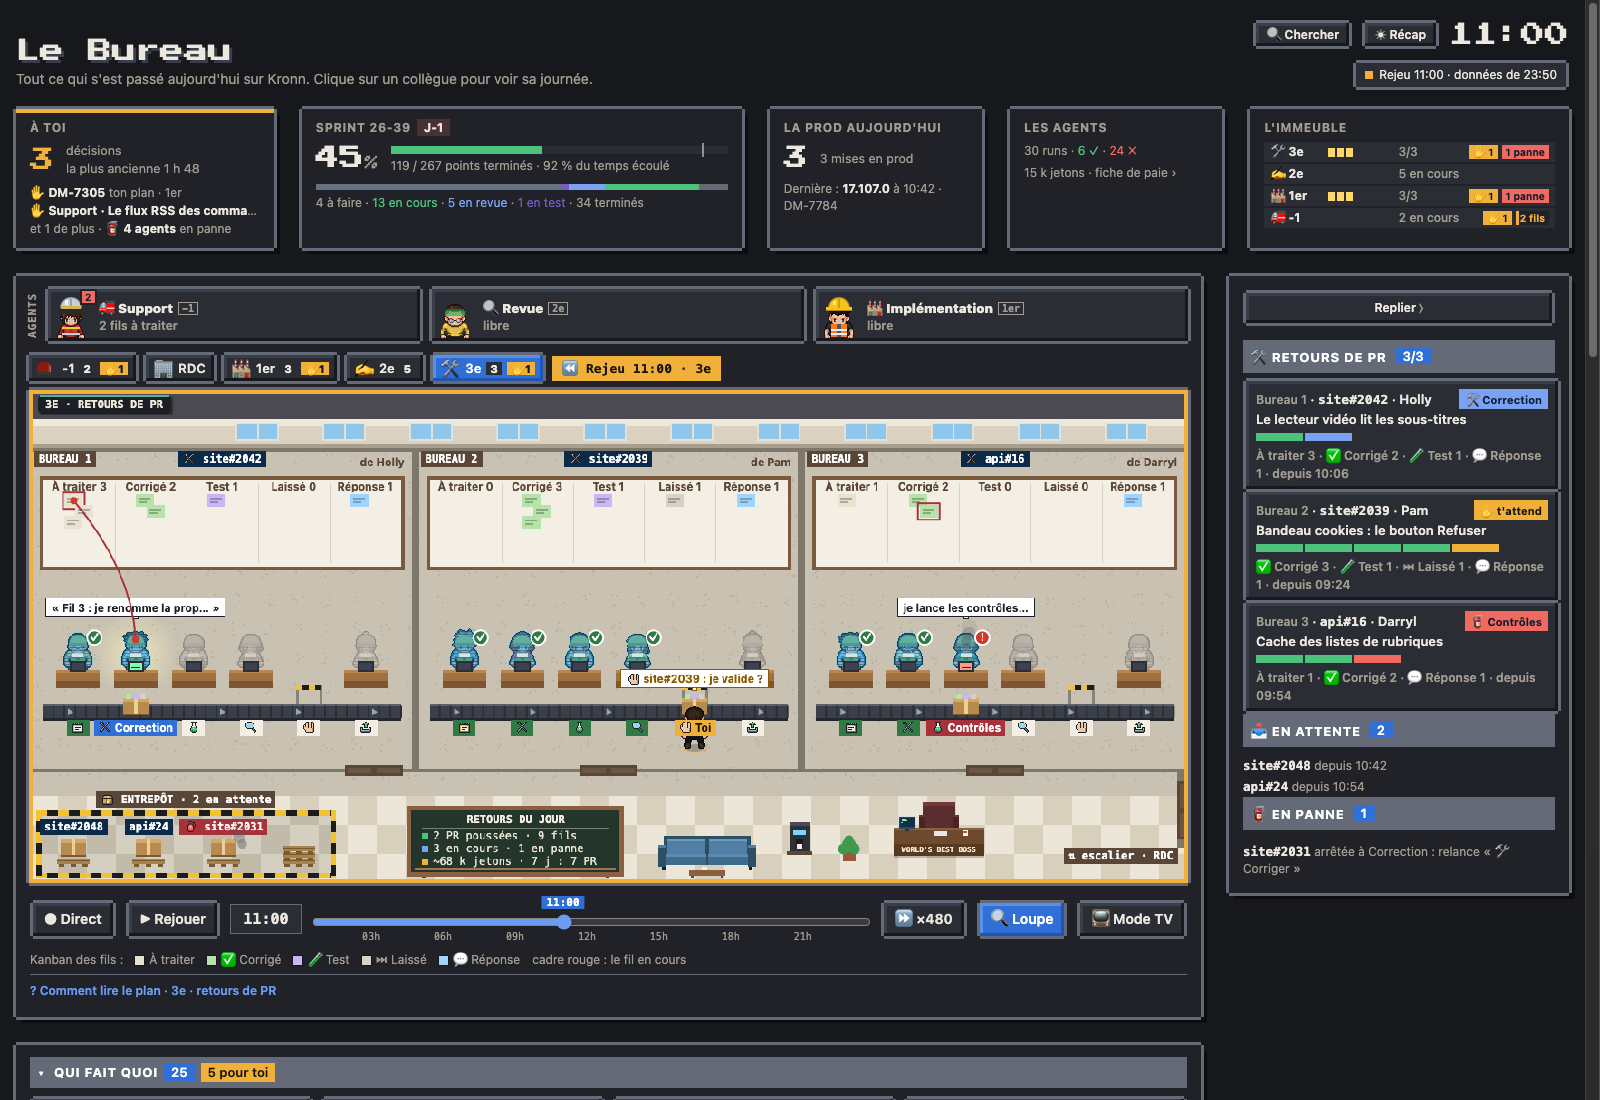 Le Bureau
Tout ce qui s'est passé aujourd'hui sur Kronn. Clique sur un collègue pour voir sa journée.
Chercher
Récap
11:00
Rejeu 11:00 · données de 23:50
À TOI
3 décisions
la plus ancienne 1 h 48
DM-7305 ton plan · 1er
Support · Le flux RSS des comma…
et 1 de plus · 4 agents en panne
SPRINT 26-39 J-1
45%
119 / 267 points terminés · 92 % du temps écoulé
4 à faire · 13 en cours · 5 en revue · 1 en test · 34 terminés
LA PROD AUJOURD'HUI
3 3 mises en prod
Dernière : 17.107.0 à 10:42 ·
DM-7784
LES AGENTS
30 runs · 6 ✓ · 24 ✕
15 k jetons · fiche de paie ›
L'IMMEUBLE
3e 3/3 1 1 panne
2e 5 en cours
1er 3/3 1 1 panne
-1 2 en cours 1 2 fils
AGENTS
2
Support -1
2 fils à traiter
Revue 2e
libre
Implémentation 1er
libre
-1 2 1
RDC
1er 3 1
2e 5
3e 3 1
Rejeu 11:00 · 3e
3E · RETOURS DE PR
BUREAU 1 site#2042 de Holly
À traiter 3 Corrigé 2 Test 1 Laissé 0 Réponse 1
« Fil 3 : je renomme la prop... »
Correction
BUREAU 2 site#2039 de Pam
À traiter 0 Corrigé 3 Test 1 Laissé 1 Réponse 1
site#2039 : je valide ?
Toi
BUREAU 3 api#16 de Darryl
À traiter 1 Corrigé 2 Test 0 Laissé 0 Réponse 1
je lance les contrôles...
Contrôles
ENTREPÔT · 2 en attente
site#2048 api#24 site#2031
RETOURS DU JOUR
2 PR poussées · 9 fils
3 en cours · 1 en panne
~68 k jetons · 7 j : 7 PR
WORLD'S BEST BOSS
escalier · RDC
Direct
Rejouer
11:00
11:00
03h 06h 09h 12h 15h 18h 21h
×480
Loupe
Mode TV
Kanban des fils : À traiter Corrigé Test Laissé Réponse cadre rouge : le fil en cours
? Comment lire le plan · 3e · retours de PR
QUI FAIT QUOI 25 5 pour toi
Replier ›
RETOURS DE PR 3/3
Bureau 1 · site#2042 · Holly Correction
Le lecteur vidéo lit les sous-titres
À traiter 3 · Corrigé 2 · Test 1 · Réponse
1 · depuis 10:06
Bureau 2 · site#2039 · Pam t'attend
Bandeau cookies : le bouton Refuser
Corrigé 3 · Test 1 · Laissé 1 · Réponse
1 · depuis 09:24
Bureau 3 · api#16 · Darryl Contrôles
Cache des listes de rubriques
À traiter 1 · Corrigé 2 · Réponse 1 · depuis
09:54
EN ATTENTE 2
site#2048 depuis 10:42
api#24 depuis 10:54
EN PANNE 1
site#2031 arrêtée à Correction : relance «
Corriger »